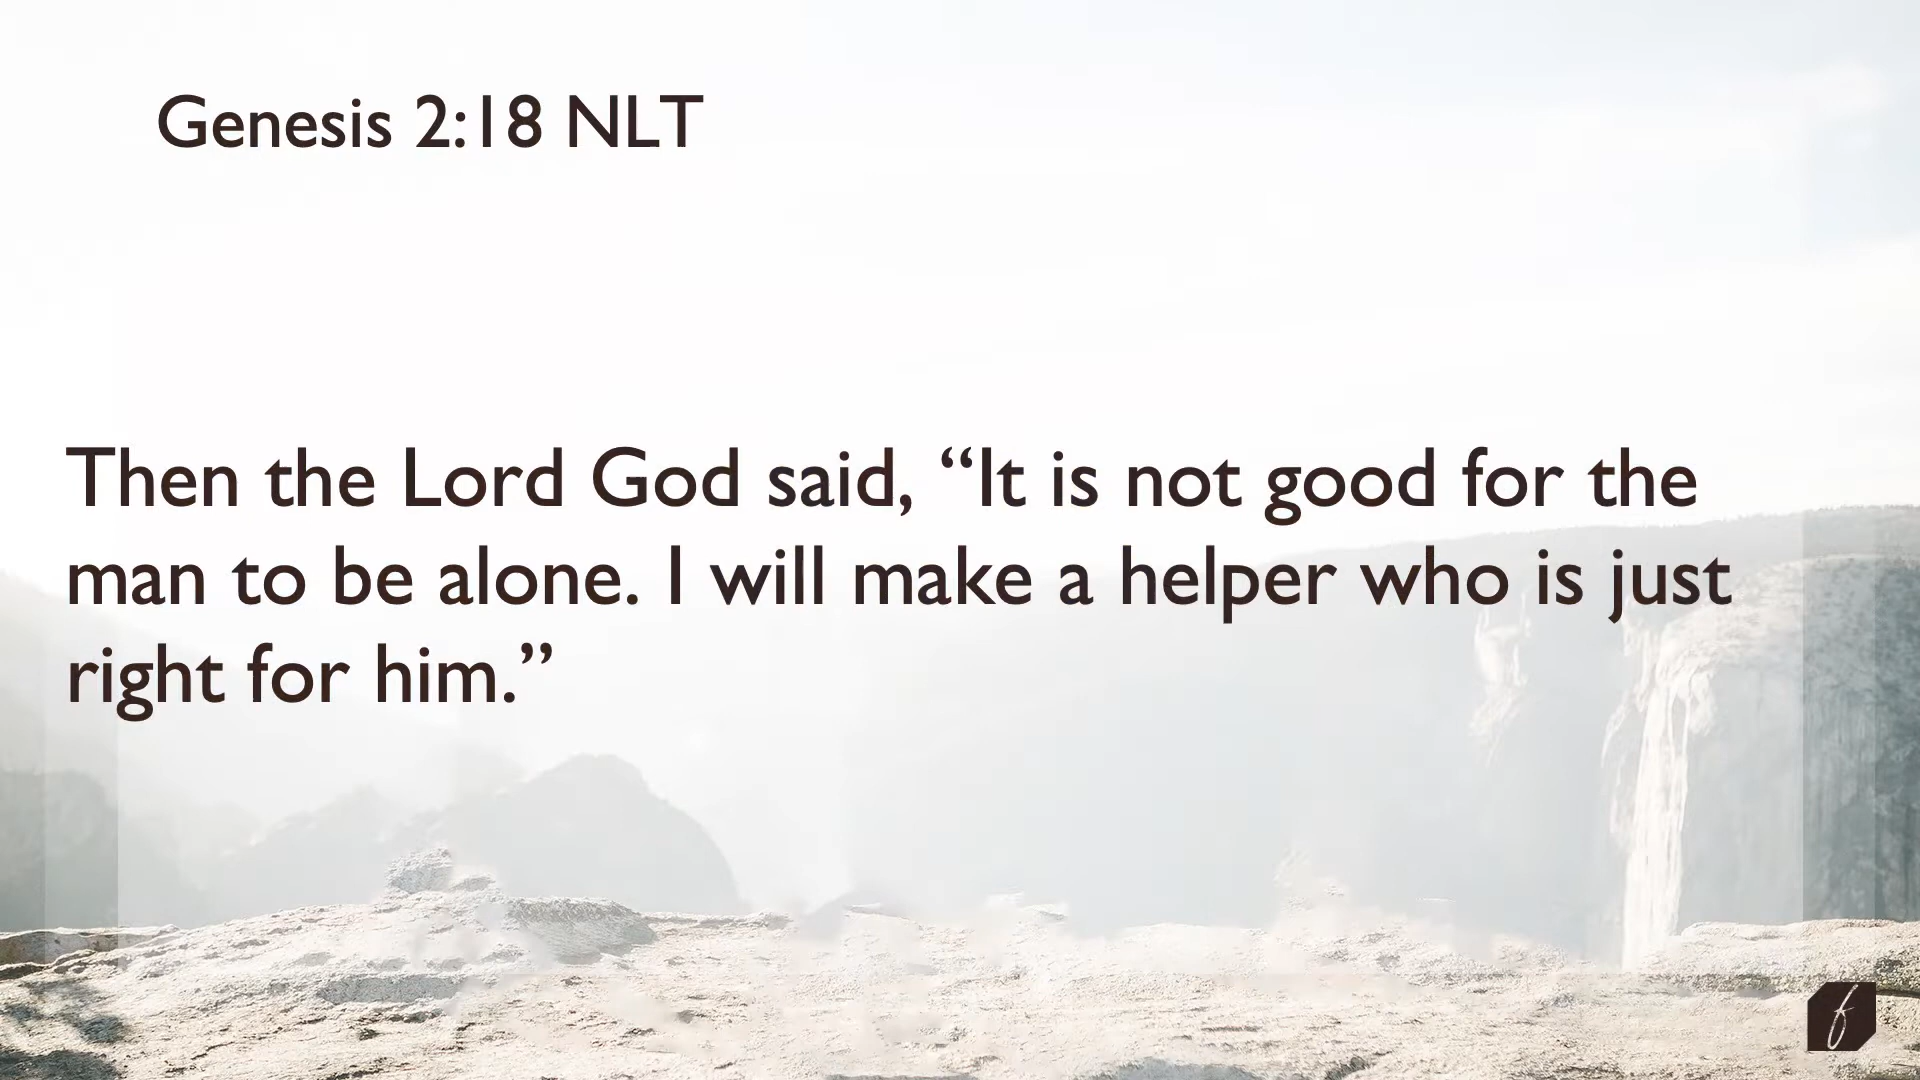 Genesis 2:18 NLT
Then the Lord God said, “It is not good for the
man to be alone. I will make a helper who is just
right for him.”
f